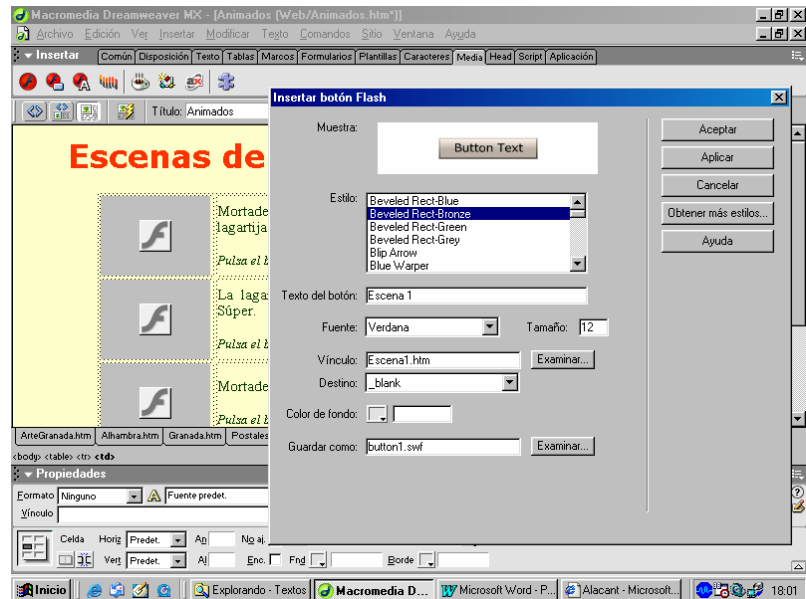 Macromedia Dreamweaver MX - [Animados (Web/Animados.htm*)]
Archivo Edición Ver Insertar Modificar Texto Comandos Sitio Ventana Ayuda
Insertar Común Disposición Texto Tablas Marcos Formularios Plantillas Caracteres Media Head Script Aplicación
Título: Animados
Escenas de
Mortade
lagartija
Pulsa el b
La laga
Súper.
Pulsa el b
Mortade
Pulsa el b
Insertar botón Flash
Muestra:
Button Text
Estilo:
Beveled Rect-Blue
Beveled Rect-Bronze
Beveled Rect-Green
Beveled Rect-Grey
Blip Arrow
Blue Warper
Texto del botón: Escena 1
Fuente: Verdana Tamaño: 12
Vínculo: Escena1.htm Examinar...
Destino: _blank
Color de fondo:
Guardar como: button1.swf Examinar...
Aceptar
Aplicar
Cancelar
Obtener más estilos...
Ayuda
ArteGranada.htm Alhambra.htm Granada.htm Postales
<body> <table> <tr> <td>
Propiedades
Formato Ninguno A Fuente predet.
Vínculo
Celda Horiz Predet. An No aj.
Vert Predet. Al Enc. Fnd Borde
Inicio Explorando - Textos Macromedia D... Microsoft Word - P... Alacant - Microsoft... 18:01